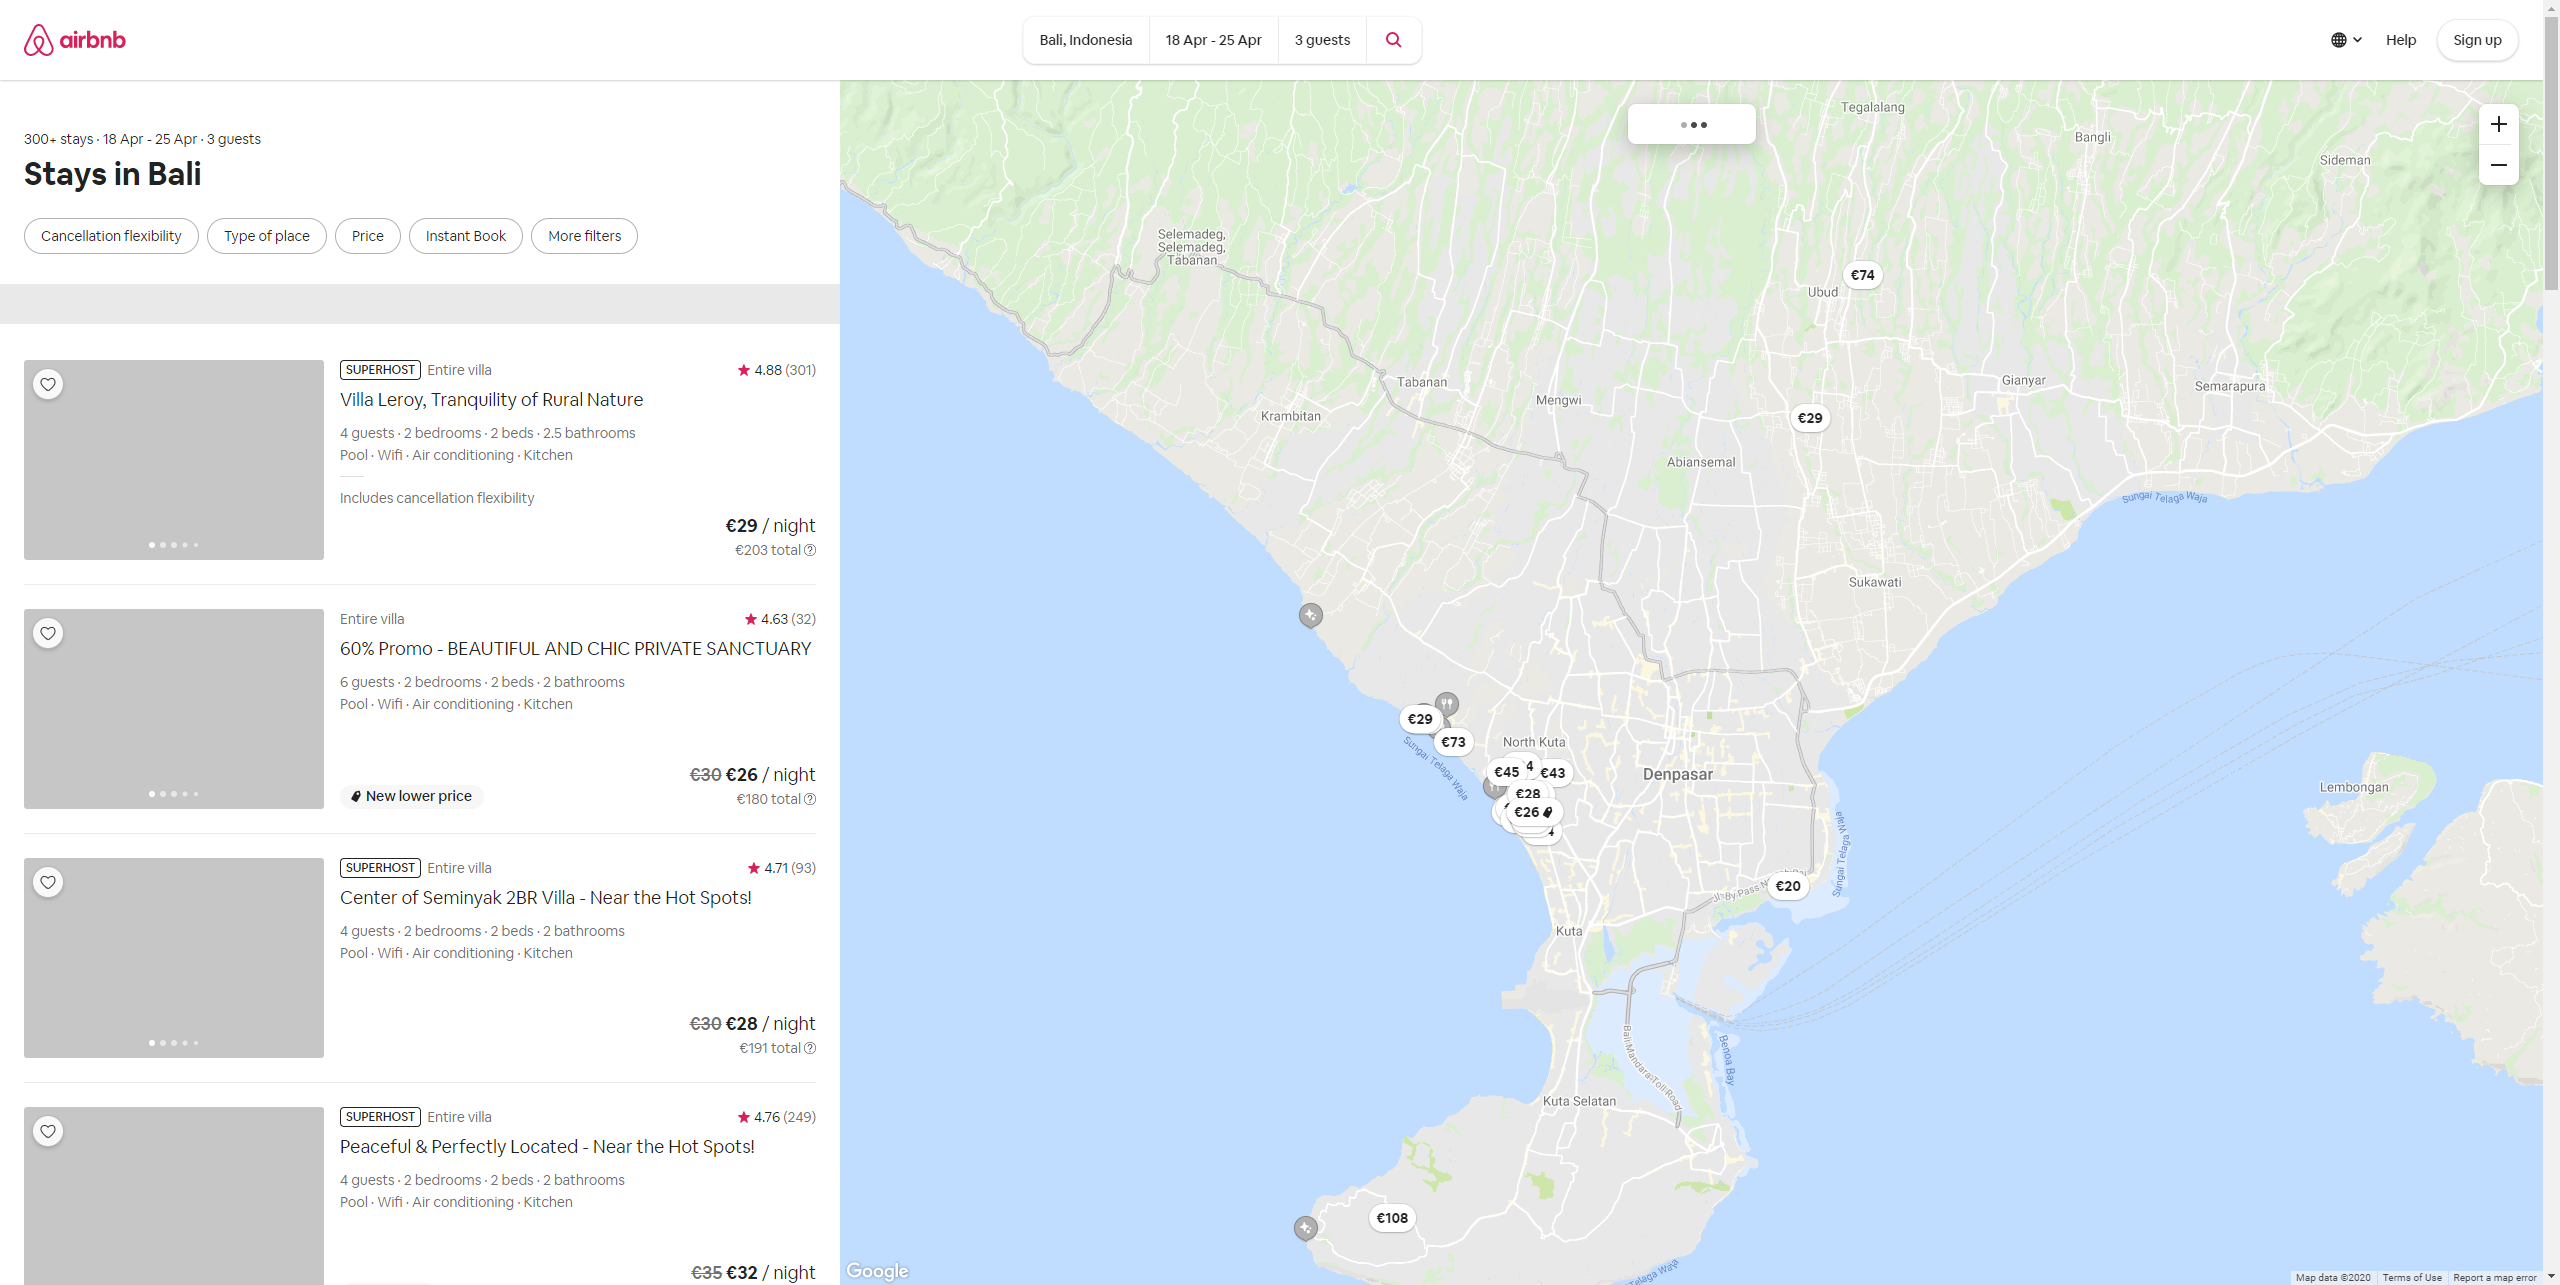 airbnb
Bali, Indonesia
18 Apr - 25 Apr
3 guests
Help
Sign up
300+ stays · 18 Apr - 25 Apr · 3 guests
Stays in Bali
Cancellation flexibility
Type of place
Price
Instant Book
More filters
SUPERHOST Entire villa
4.88 (301)
Villa Leroy, Tranquility of Rural Nature
4 guests · 2 bedrooms · 2 beds · 2.5 bathrooms
Pool · Wifi · Air conditioning · Kitchen
Includes cancellation flexibility
€29 / night
€203 total
Entire villa
4.63 (32)
60% Promo - BEAUTIFUL AND CHIC PRIVATE SANCTUARY
6 guests · 2 bedrooms · 2 beds · 2 bathrooms
Pool · Wifi · Air conditioning · Kitchen
€30 €26 / night
New lower price
€180 total
SUPERHOST Entire villa
4.71 (93)
Center of Seminyak 2BR Villa - Near the Hot Spots!
4 guests · 2 bedrooms · 2 beds · 2 bathrooms
Pool · Wifi · Air conditioning · Kitchen
€30 €28 / night
€191 total
SUPERHOST Entire villa
4.76 (249)
Peaceful & Perfectly Located - Near the Hot Spots!
4 guests · 2 bedrooms · 2 beds · 2 bathrooms
Pool · Wifi · Air conditioning · Kitchen
€35 €32 / night
Tegalalang
Bangli
Sideman
Selemadeg,
Selemadeg,
Tabanan
€74
Ubud
Tabanan
Gianyar
Semarapura
Mengwi
Krambitan
€29
Abiansemal
Sungai Telaga Waja
Sukawati
€29
€73
North Kuta
Sungai Telaga Waja
€45
4
€43
Denpasar
€28
€26
4
Lembongan
Sungai Telaga Waja
€20
Jl. By Pass N
Kuta
Bali Mandara Toll Road
Benoa Bay
Kuta Selatan
€108
Telaga Waja
Google
Map data ©2020
Terms of Use
Report a map error